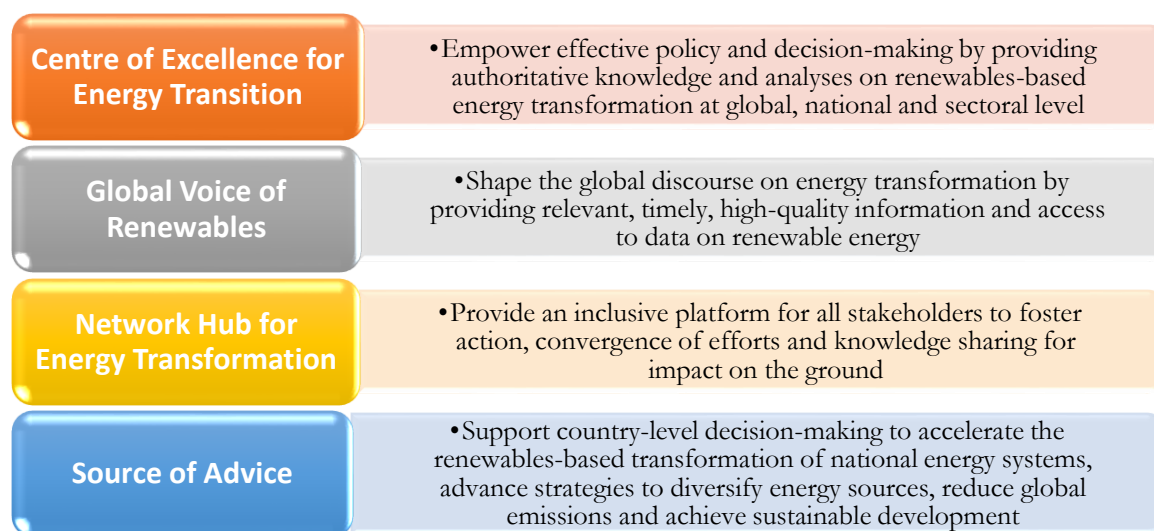 Centre of Excellence for
Energy Transition
•Empower effective policy and decision-making by providing
authoritative knowledge and analyses on renewables-based
energy transformation at global, national and sectoral level
Global Voice of
Renewables
•Shape the global discourse on energy transformation by
providing relevant, timely, high-quality information and access
to data on renewable energy
Network Hub for
Energy Transformation
•Provide an inclusive platform for all stakeholders to foster
action, convergence of efforts and knowledge sharing for
impact on the ground
Source of Advice
•Support country-level decision-making to accelerate the
renewables-based transformation of national energy systems,
advance strategies to diversify energy sources, reduce global
emissions and achieve sustainable development